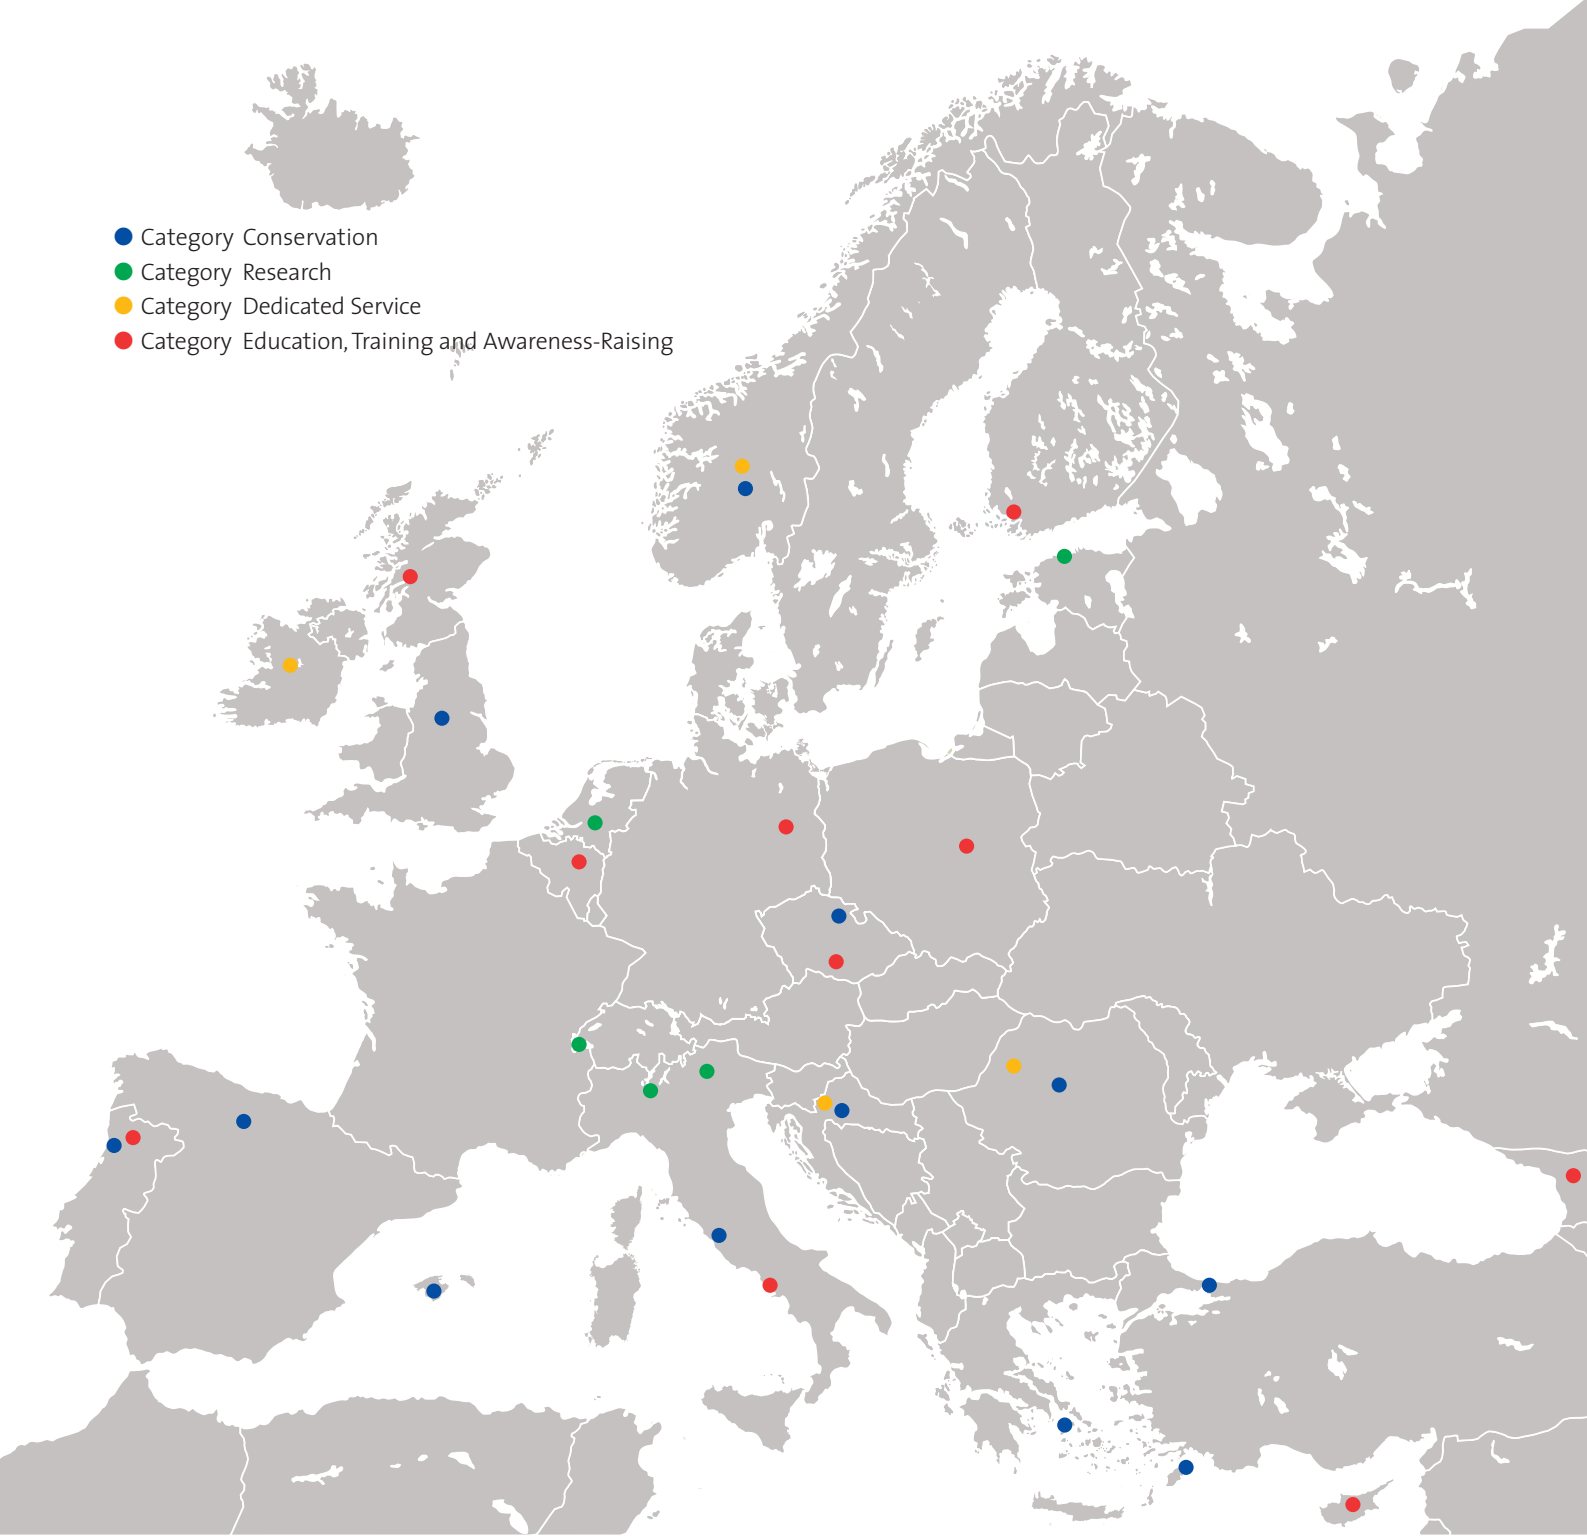 Category Conservation
Category Research
Category Dedicated Service
Category Education, Training and Awareness-Raising